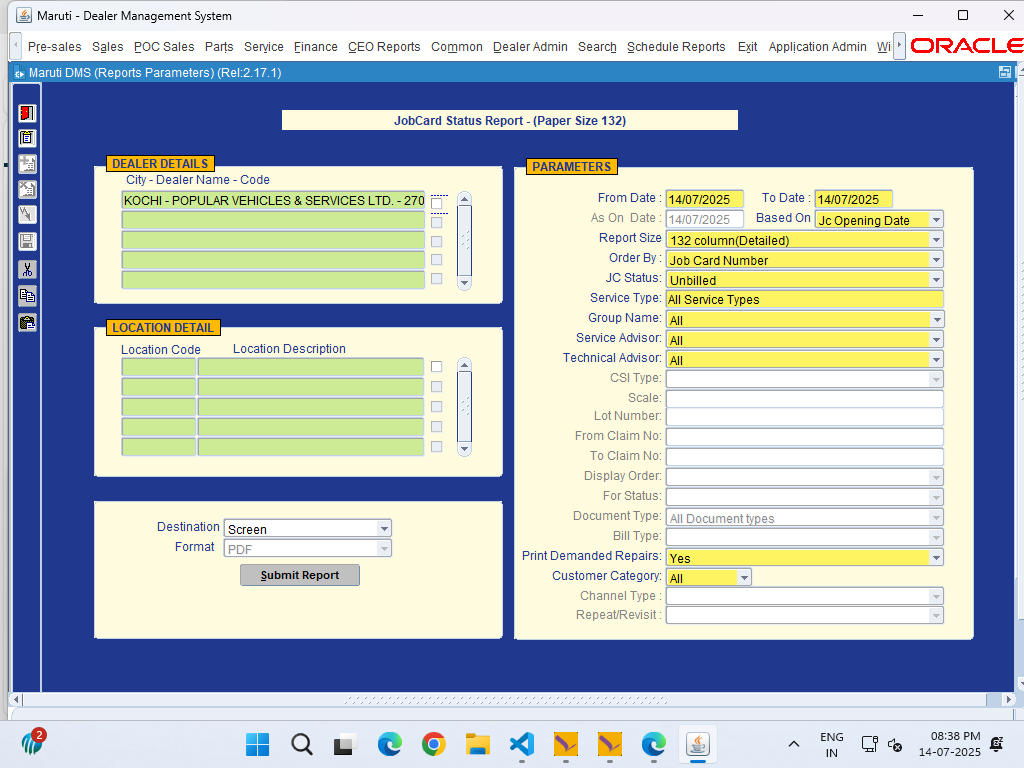 Maruti - Dealer Management System
Pre-sales Sales POC Sales Parts Service Finance CEO Reports Common Dealer Admin Search Schedule Reports Exit Application Admin Wi ORACLE
Maruti DMS (Reports Parameters) (Rel:2.17.1)
JobCard Status Report - (Paper Size 132)
DEALER DETAILS
City - Dealer Name - Code
KOCHI - POPULAR VEHICLES & SERVICES LTD. - 270
LOCATION DETAIL
Location Code Location Description
Destination Screen
Format PDF
Submit Report
PARAMETERS
From Date : 14/07/2025 To Date : 14/07/2025
As On Date : 14/07/2025 Based On Jc Opening Date
Report Size 132 column(Detailed)
Order By : Job Card Number
JC Status: Unbilled
Service Type: All Service Types
Group Name: All
Service Advisor: All
Technical Advisor: All
CSI Type:
Scale:
Lot Number:
From Claim No:
To Claim No:
Display Order:
For Status:
Document Type: All Document types
Bill Type:
Print Demanded Repairs: Yes
Customer Category: All
Channel Type :
Repeat/Revisit :
2
ENG
IN
08:38 PM
14-07-2025